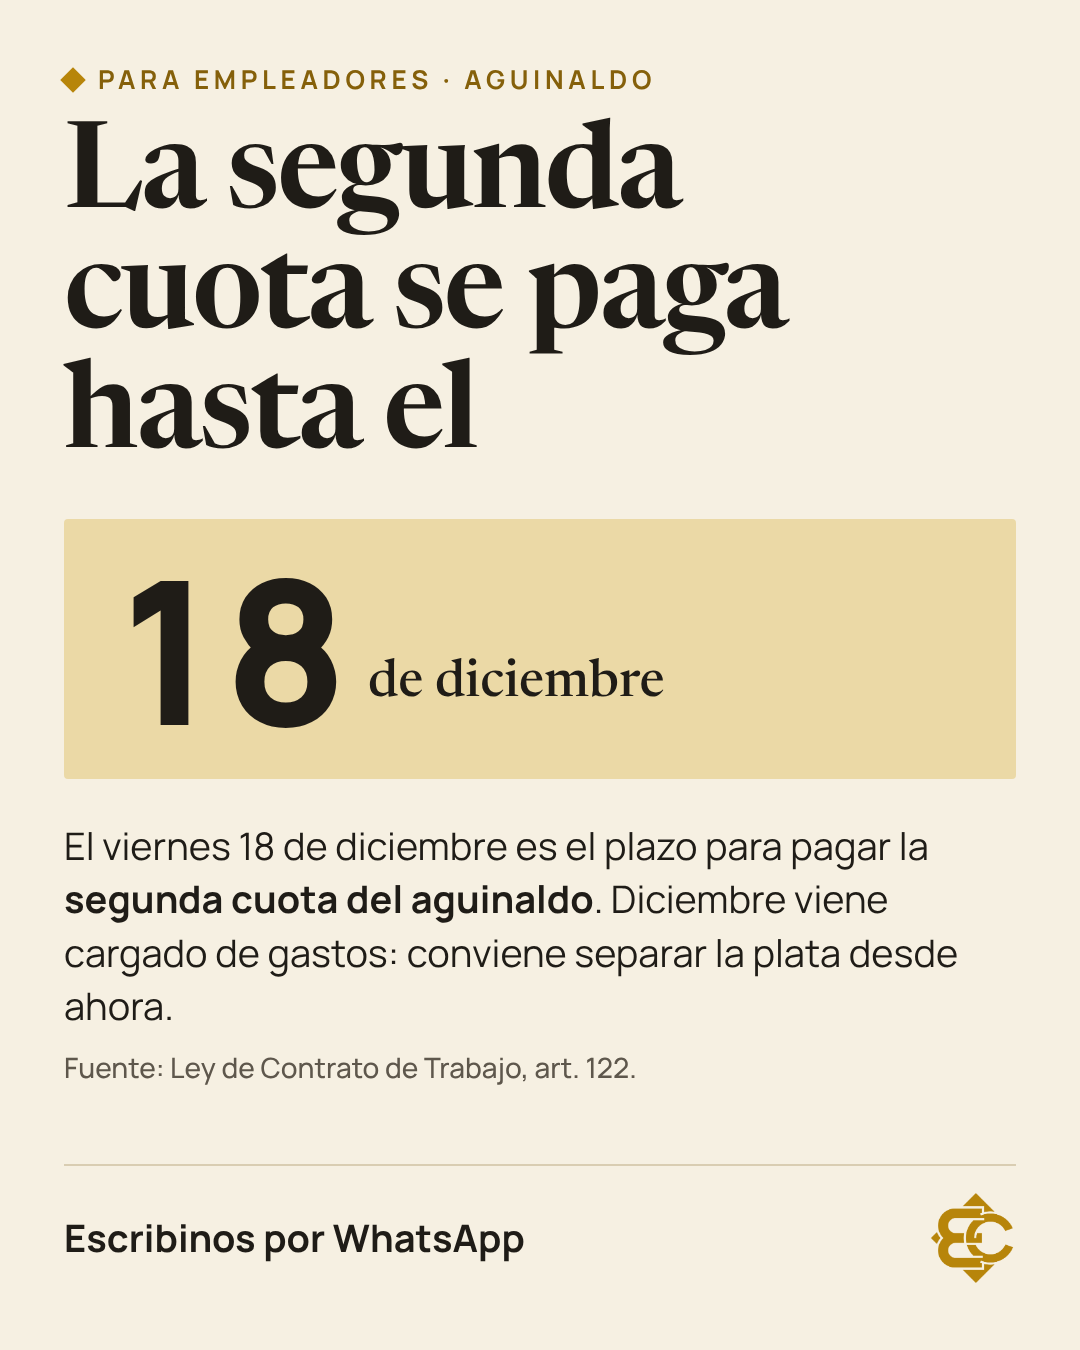 PARA EMPLEADORES · AGUINALDO
La segunda
cuota se paga
hasta el
18 de diciembre
El viernes 18 de diciembre es el plazo para pagar la
segunda cuota del aguinaldo. Diciembre viene
cargado de gastos: conviene separar la plata desde
ahora.
Fuente: Ley de Contrato de Trabajo, art. 122.
Escribinos por WhatsApp
EC